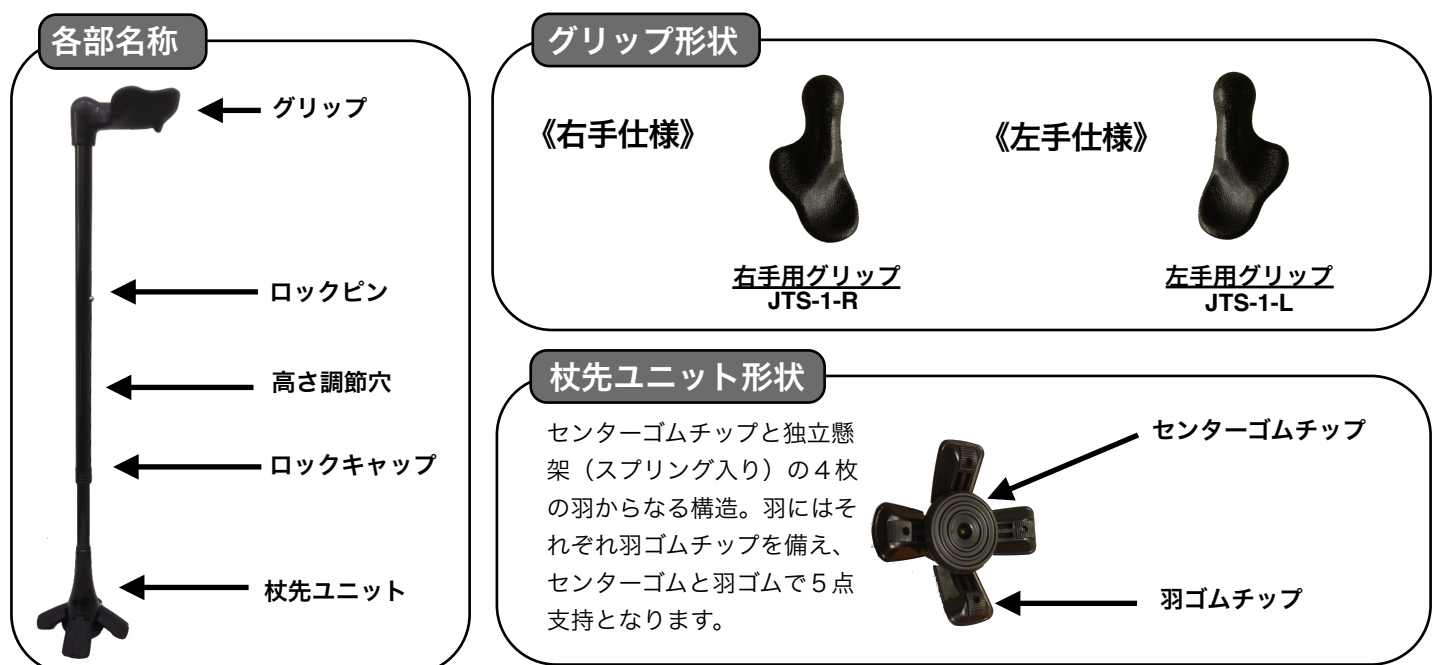 各部名称
グリップ
ロックピン
高さ調節穴
ロックキャップ
杖先ユニット
グリップ形状
《右手仕様》
右手用グリップ
JTS-1-R
《左手仕様》
左手用グリップ
JTS-1-L
杖先ユニット形状
センターゴムチップと独立懸
架（スプリング入り）の４枚
の羽からなる構造。羽にはそ
れぞれ羽ゴムチップを備え、
センターゴムと羽ゴムで５点
支持となります。
センターゴムチップ
羽ゴムチップ